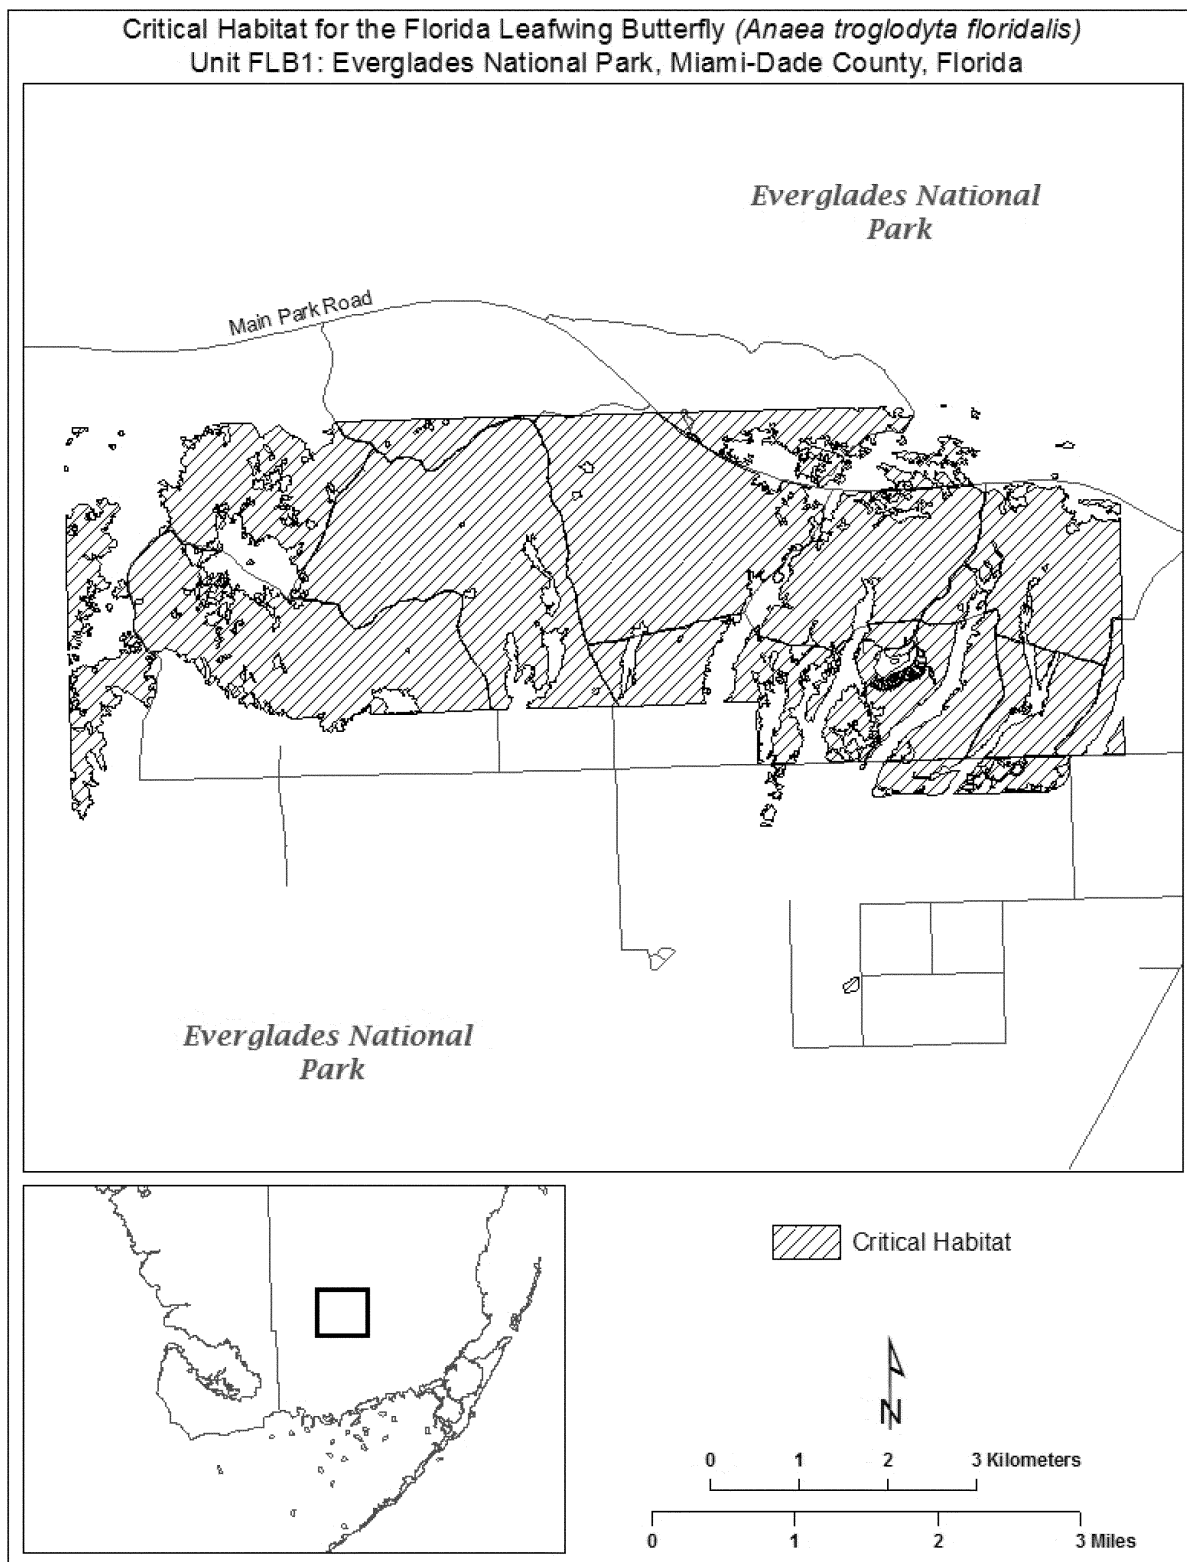 Critical Habitat for the Florida Leafwing Butterfly (Anaea troglodyta floridalis)
Unit FLB1: Everglades National Park, Miami-Dade County, Florida
Everglades National
Park
Main Park Road
Everglades National
Park
Critical Habitat
N
0 1 2 3 Kilometers
0 1 2 3 Miles